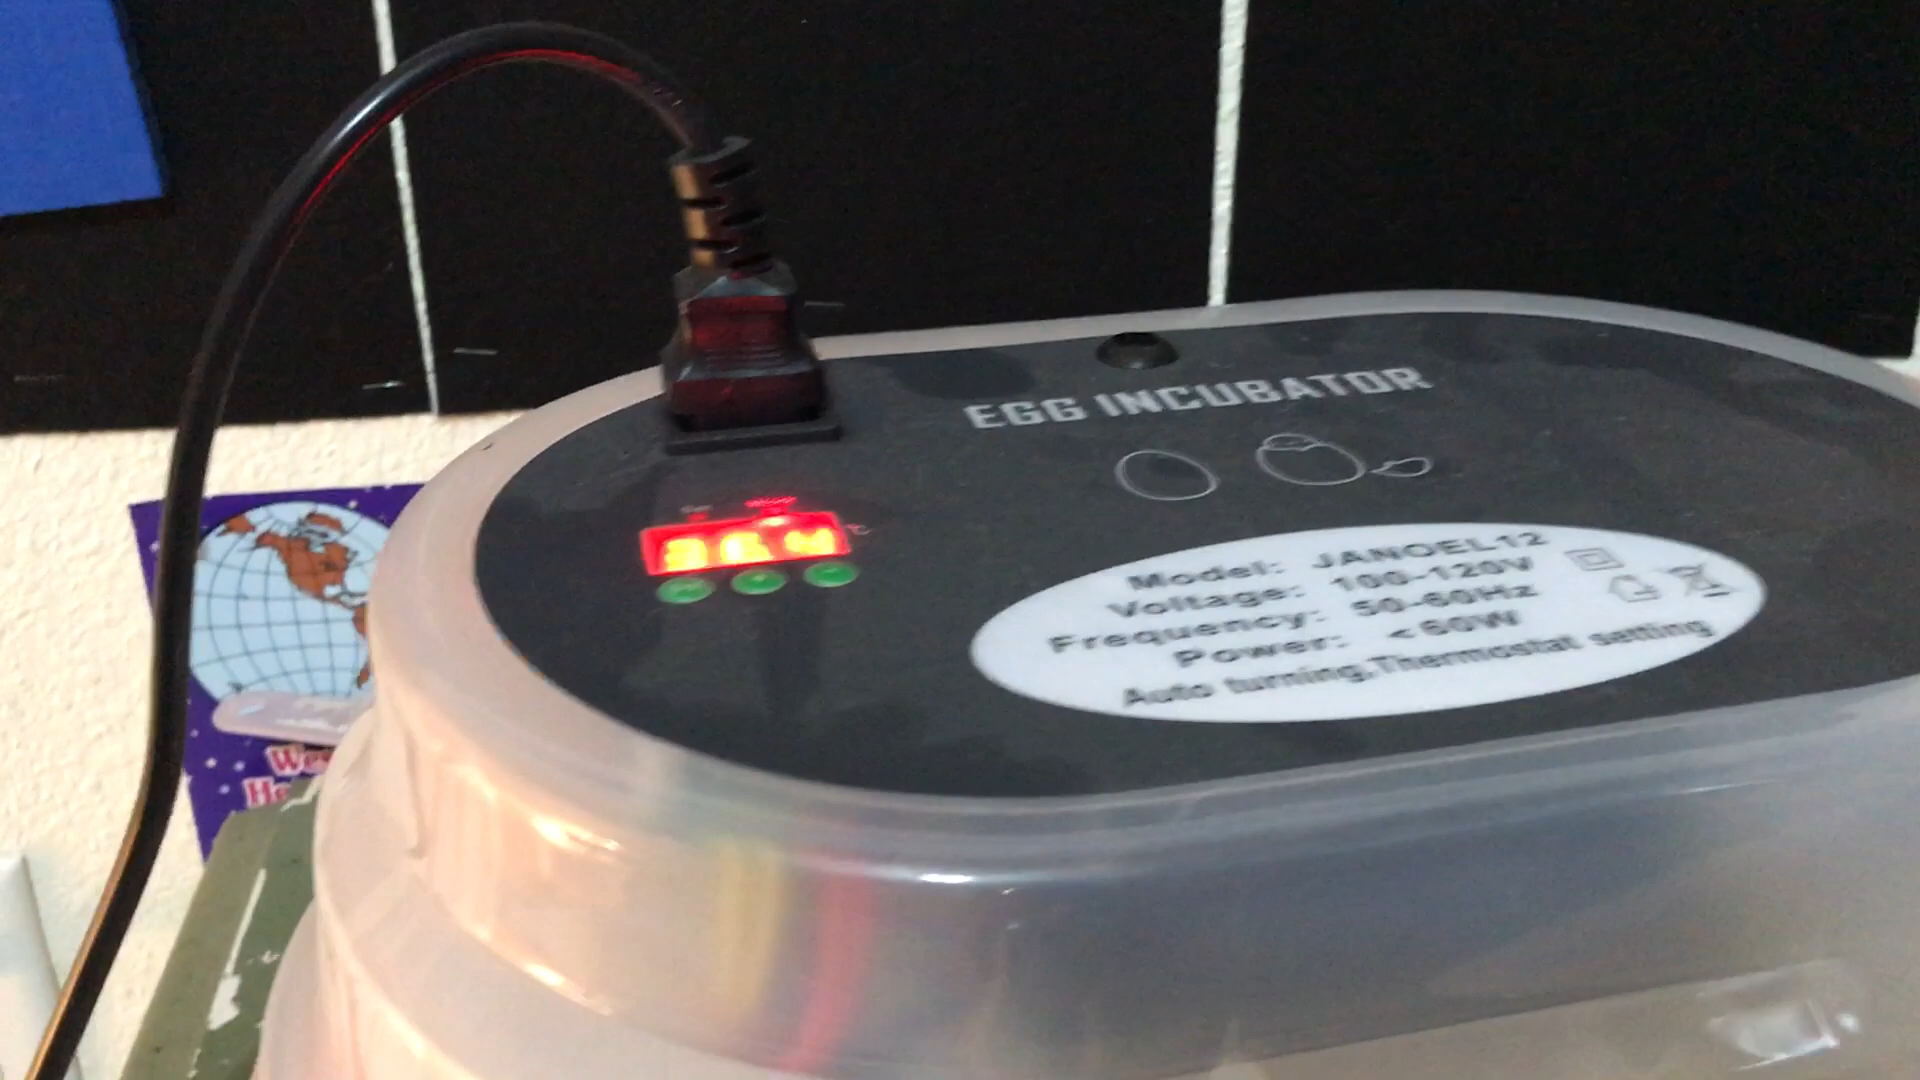 EGG INCUBATOR
℃
Model: JANOEL12
Voltage: 100-120V
Frequency: 50-60Hz
Power: <60W
Auto turning,Thermostat setting